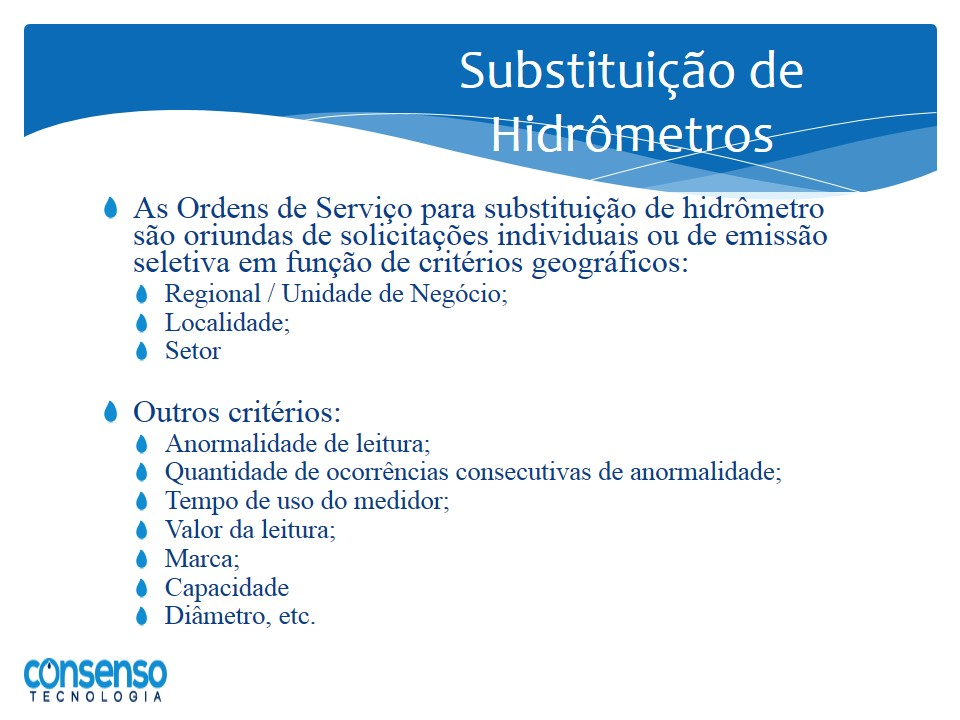 Substituição de
Hidrômetros
As Ordens de Serviço para substituição de hidrômetro
são oriundas de solicitações individuais ou de emissão
seletiva em função de critérios geográficos:
Regional / Unidade de Negócio;
Localidade;
Setor
Outros critérios:
Anormalidade de leitura;
Quantidade de ocorrências consecutivas de anormalidade;
Tempo de uso do medidor;
Valor da leitura;
Marca;
Capacidade
Diâmetro, etc.
consenso
TECNOLOGIA